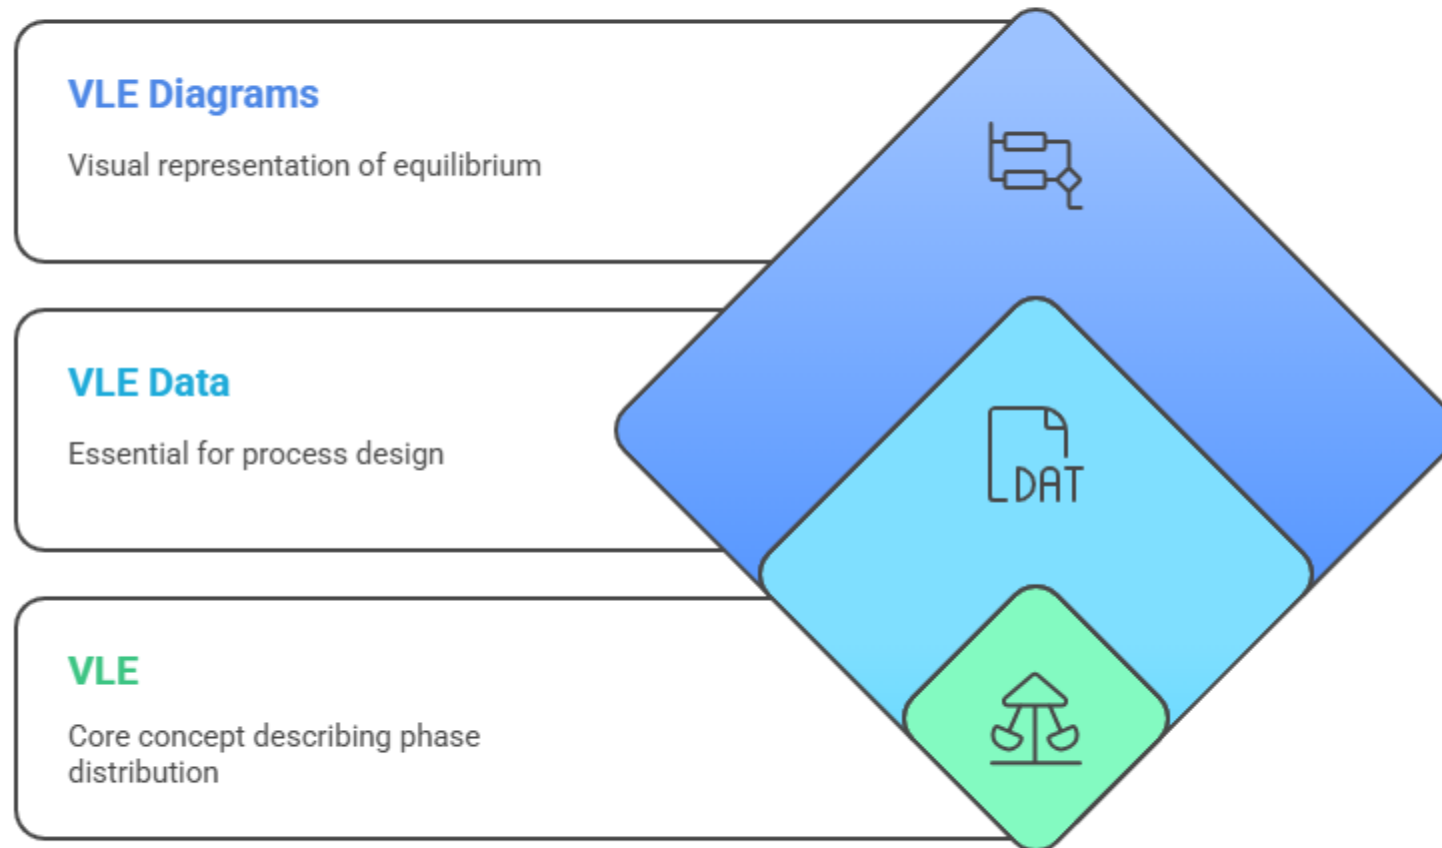 VLE Diagrams
Visual representation of equilibrium
VLE Data
Essential for process design
DAT
VLE
Core concept describing phase
distribution